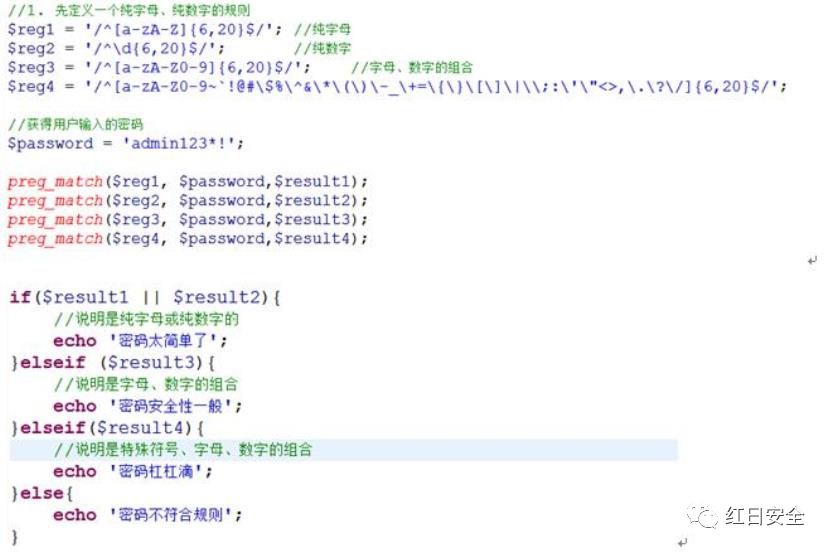 //1. 先定义一个纯字母、纯数字的规则
$reg1 = '/^[a-zA-Z]{6,20}$/'; //纯字母
$reg2 = '/^\d{6,20}$/'; //纯数字
$reg3 = '/^[a-zA-Z0-9]{6,20}$/'; //字母、数字的组合
$reg4 = '/^[a-zA-Z0-9~`!@#\$%\^&\*\(\)\-_\+=\{\}\[\]\|\\;:\'\"<>,\.\?\/]{6,20}$/';
//获得用户输入的密码
$password = 'admin123*!';
preg_match($reg1, $password,$result1);
preg_match($reg2, $password,$result2);
preg_match($reg3, $password,$result3);
preg_match($reg4, $password,$result4);
if($result1 || $result2){
//说明是纯字母或纯数字的
echo '密码太简单了';
}elseif ($result3){
//说明是字母、数字的组合
echo '密码安全性一般';
}elseif($result4){
//说明是特殊符号、字母、数字的组合
echo '密码杠杠滴';
}else{
echo '密码不符合规则';
}
红日安全